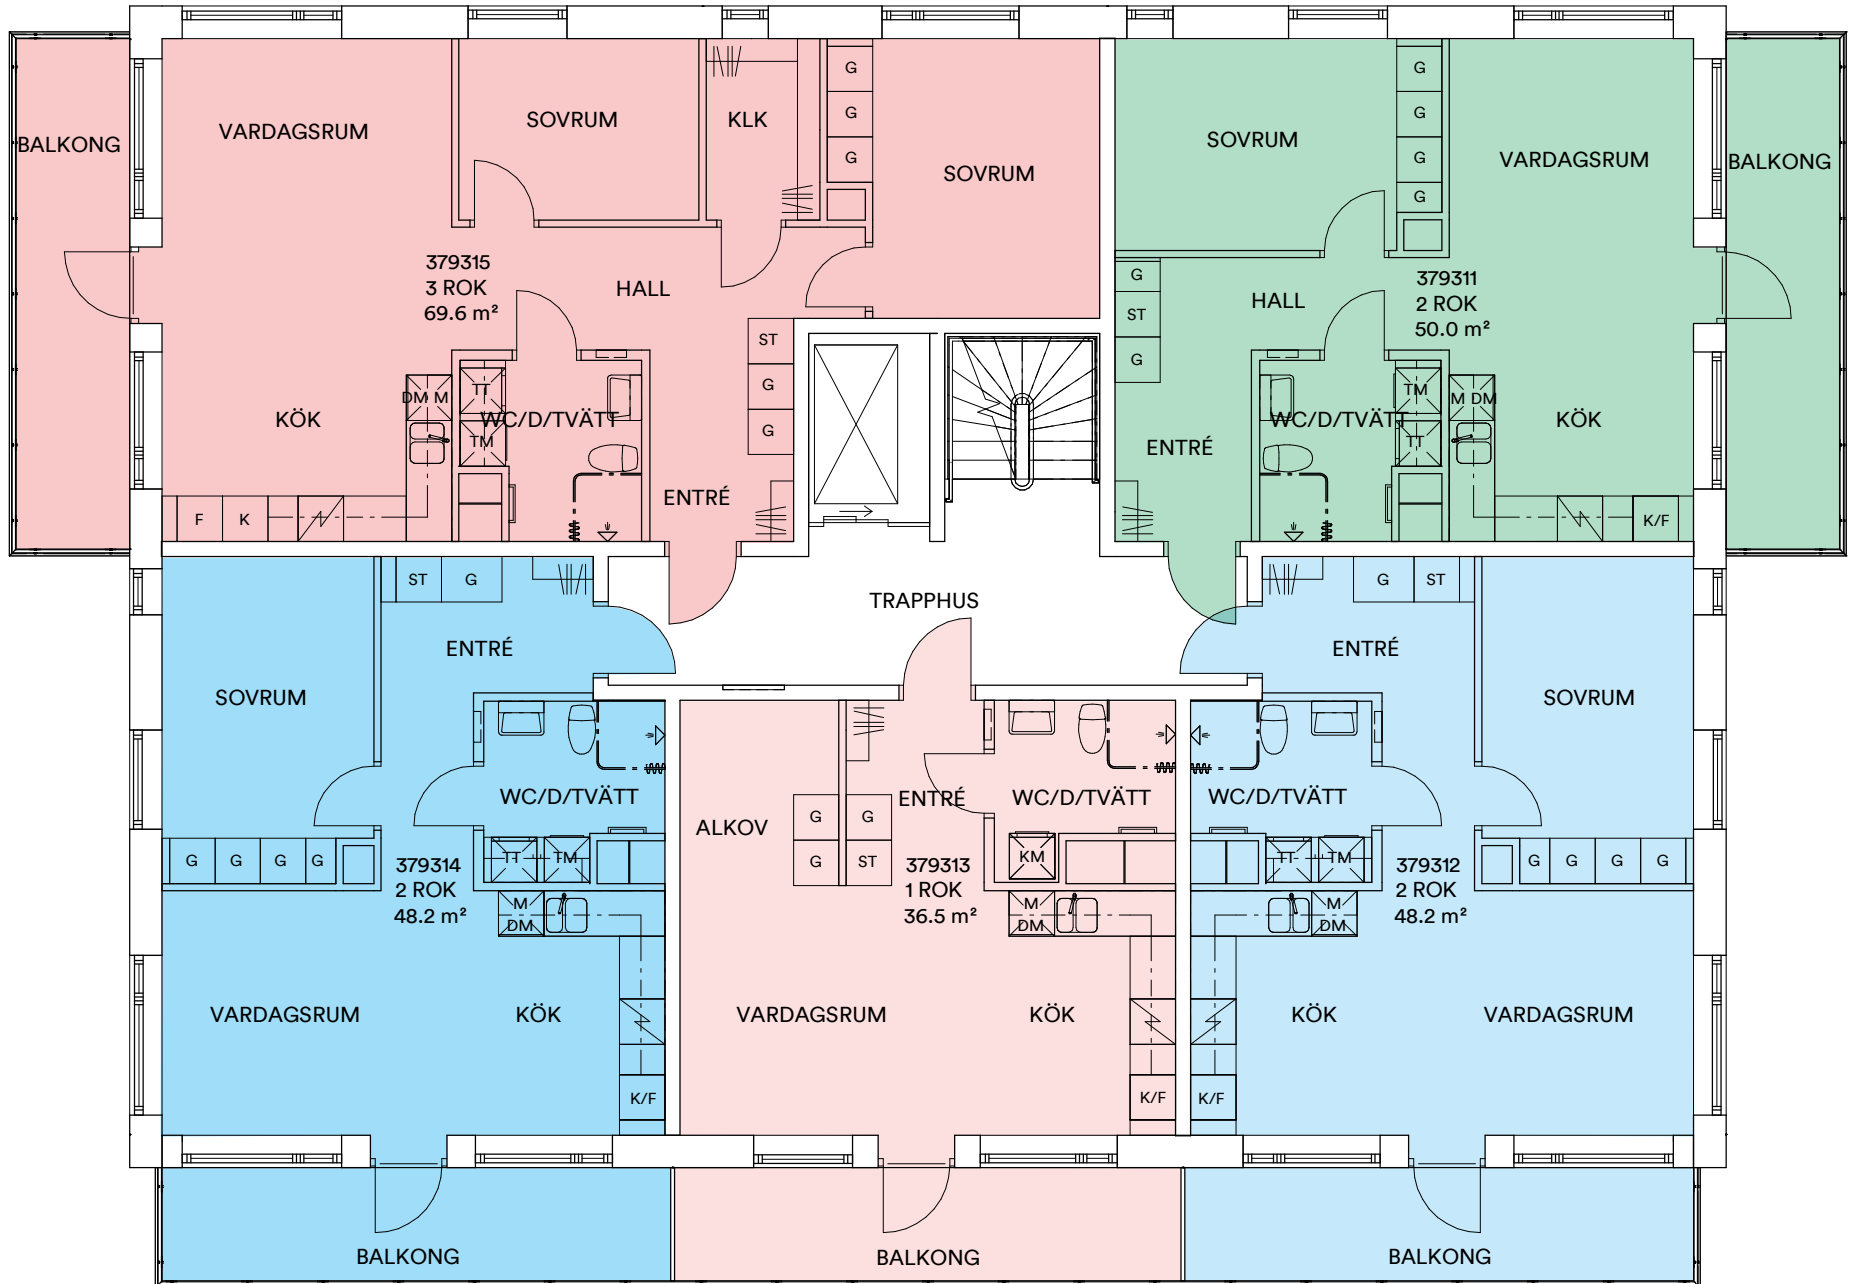 BALKONG
VARDAGSRUM
SOVRUM
KLK
G
G
G
SOVRUM
379315
3 ROK
69.6 m²
HALL
ST
G
G
DM M
TT
TM
WC/D/TVÄTT
KÖK
F
K
ENTRÉ
SOVRUM
G
G
G
G
VARDAGSRUM
BALKONG
G
ST
G
HALL
379311
2 ROK
50.0 m²
WC/D/TVÄTT
TM
TT
M DM
KÖK
ENTRÉ
K/F
TRAPPHUS
ST
G
ENTRÉ
SOVRUM
WC/D/TVÄTT
G
G
G
G
379314
2 ROK
48.2 m²
TT
TM
M
DM
VARDAGSRUM
KÖK
K/F
BALKONG
ALKOV
G
G
G
ST
ENTRÉ
WC/D/TVÄTT
379313
1 ROK
36.5 m²
KM
M
DM
VARDAGSRUM
KÖK
K/F
BALKONG
G
ST
ENTRÉ
SOVRUM
WC/D/TVÄTT
TT
TM
379312
2 ROK
48.2 m²
G
G
G
G
M
DM
KÖK
VARDAGSRUM
K/F
BALKONG